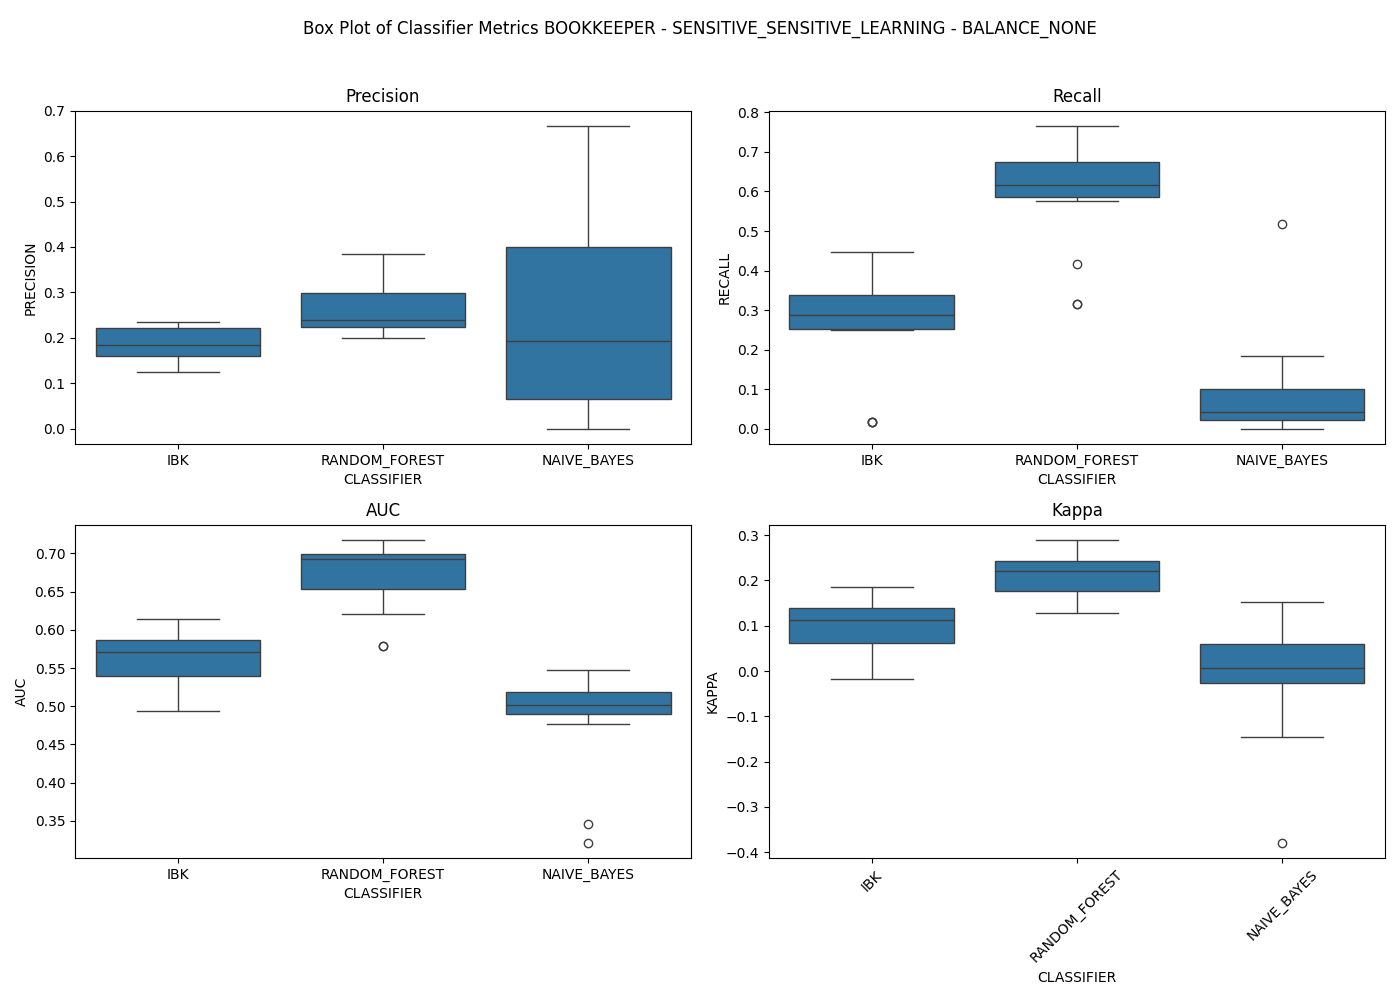 Box Plot of Classifier Metrics BOOKKEEPER - SENSITIVE_SENSITIVE_LEARNING - BALANCE_NONE
Precision
0.7
0.6
0.5
0.4
0.3
0.2
0.1
0.0
PRECISION
IBK RANDOM_FOREST NAIVE_BAYES
CLASSIFIER
Recall
0.8
0.7
0.6
0.5
0.4
0.3
0.2
0.1
0.0
RECALL
IBK RANDOM_FOREST NAIVE_BAYES
CLASSIFIER
AUC
0.70
0.65
0.60
0.55
0.50
0.45
0.40
0.35
AUC
IBK RANDOM_FOREST NAIVE_BAYES
CLASSIFIER
Kappa
0.3
0.2
0.1
0.0
−0.1
−0.2
−0.3
−0.4
KAPPA
IBK RANDOM_FOREST NAIVE_BAYES
CLASSIFIER